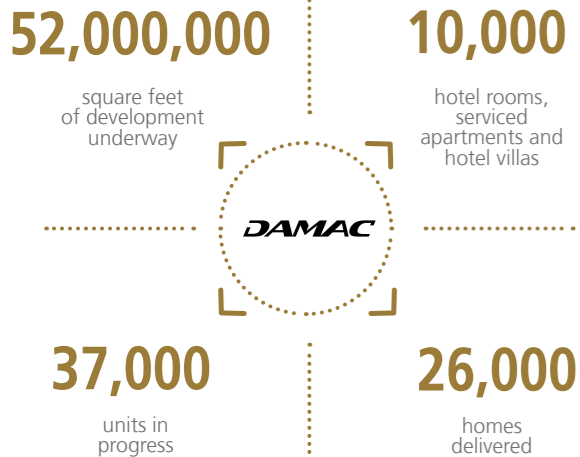 52,000,000
square feet
of development
underway
10,000
hotel rooms,
serviced
apartments and
hotel villas
DAMAC
37,000
units in
progress
26,000
homes
delivered